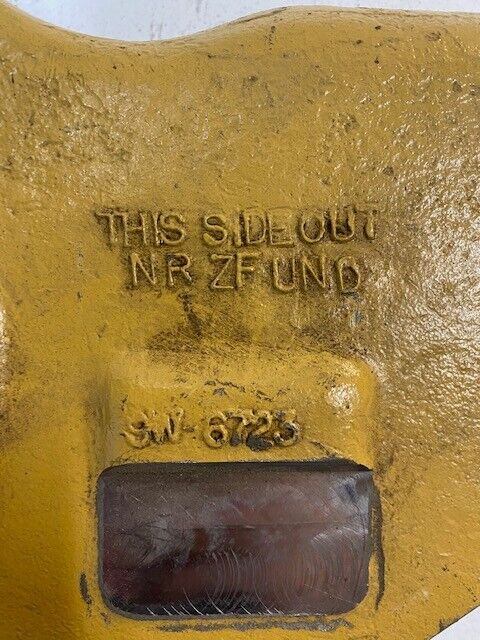 THIS SIDE OUT
NR ZF UND
9W-6723